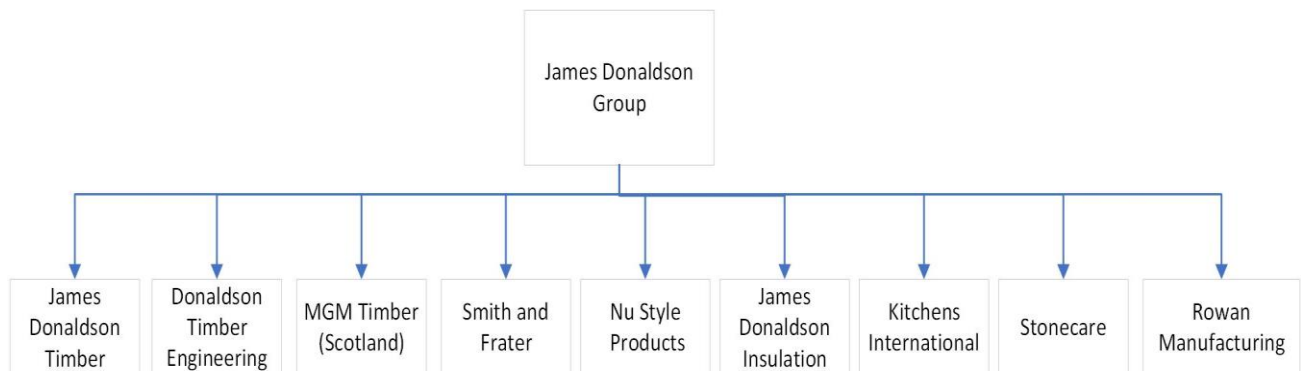 James Donaldson
Group
James
Donaldson
Timber
Donaldson
Timber
Engineering
MGM Timber
(Scotland)
Smith and
Frater
Nu Style
Products
James
Donaldson
Insulation
Kitchens
International
Stonecare
Rowan
Manufacturing